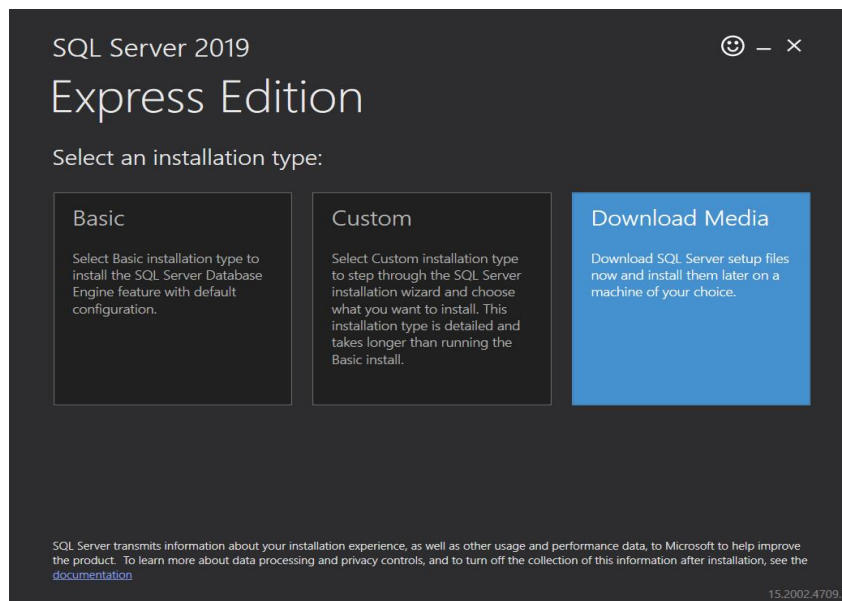 SQL Server 2019
Express Edition
Select an installation type:
Basic
Select Basic installation type to
install the SQL Server Database
Engine feature with default
configuration.
Custom
Select Custom installation type
to step through the SQL Server
installation wizard and choose
what you want to install. This
installation type is detailed and
takes longer than running the
Basic install.
Download Media
Download SQL Server setup files
now and install them later on a
machine of your choice.
SQL Server transmits information about your installation experience, as well as other usage and performance data, to Microsoft to help improve
the product. To learn more about data processing and privacy controls, and to turn off the collection of this information after installation, see the
documentation
15.2002.4709.